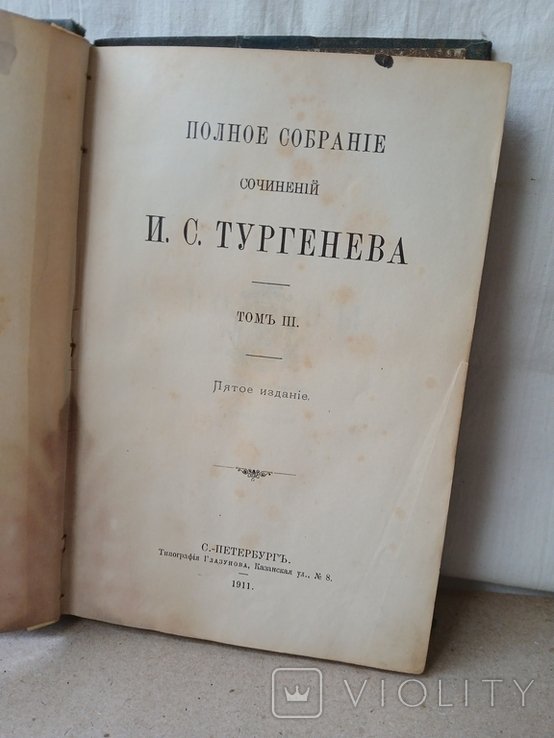 ПОЛНОЕ СОБРАНІЕ
СОЧИНЕНІЙ
И. С. ТУРГЕНЕВА
ТОМЪ III.
Пятое изданіе.
С.-ПЕТЕРБУРГЪ.
Типографія Глазунова, Казанская ул., № 8.
1911.
VIOLITY